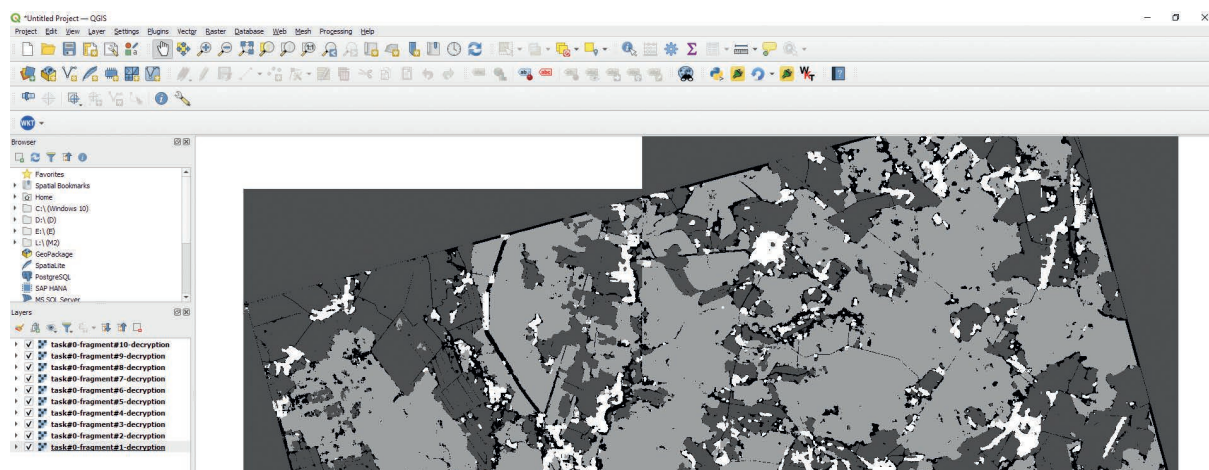 *Untitled Project — QGIS
Project Edit View Layer Settings Plugins Vector Raster Database Web Mesh Processing Help
WKT
Browser
Favorites
Spatial Bookmarks
Home
C:\ (Windows 10)
D:\ (D)
E:\ (E)
L:\ (M2)
GeoPackage
SpatiaLite
PostgreSQL
SAP HANA
MS SQL Server
Layers
task#0-fragment#10-decryption
task#0-fragment#9-decryption
task#0-fragment#8-decryption
task#0-fragment#7-decryption
task#0-fragment#6-decryption
task#0-fragment#5-decryption
task#0-fragment#4-decryption
task#0-fragment#3-decryption
task#0-fragment#2-decryption
task#0-fragment#1-decryption